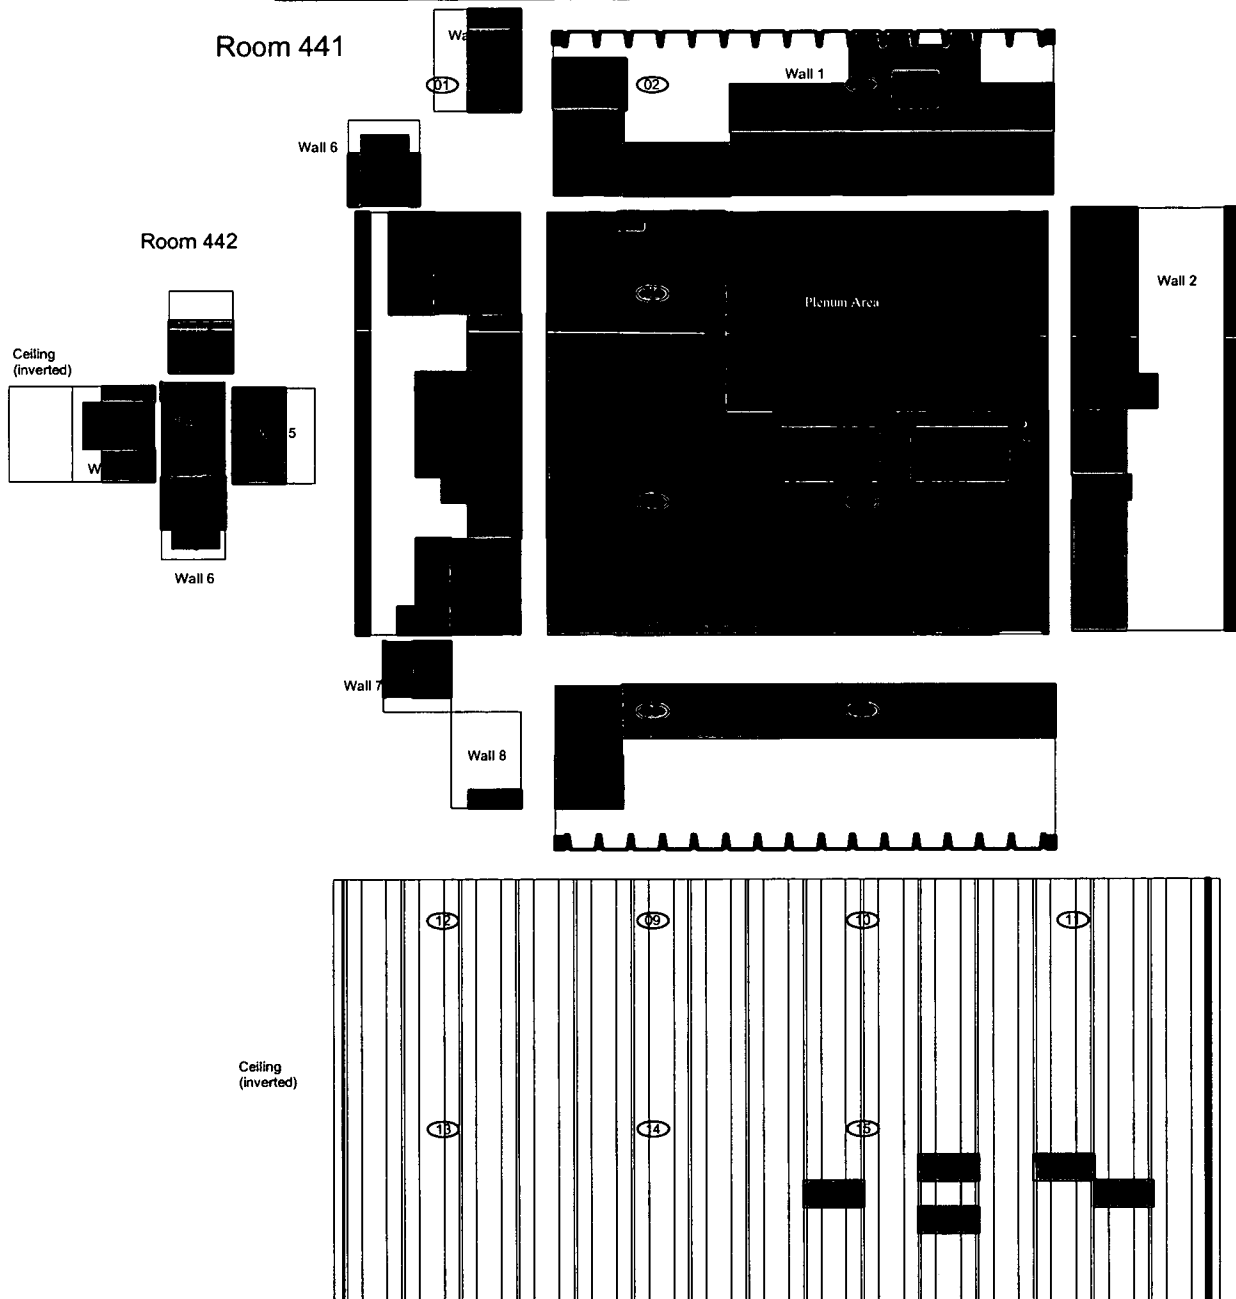 Room 441
Wa
01
02
Wall 1
Wall 6
Room 442
Wall 2
Plenum Area
Ceiling
(inverted)
5
W
Wall 6
Wall 7
Wall 8
12
09
10
11
Ceiling
(inverted)
13
14
15